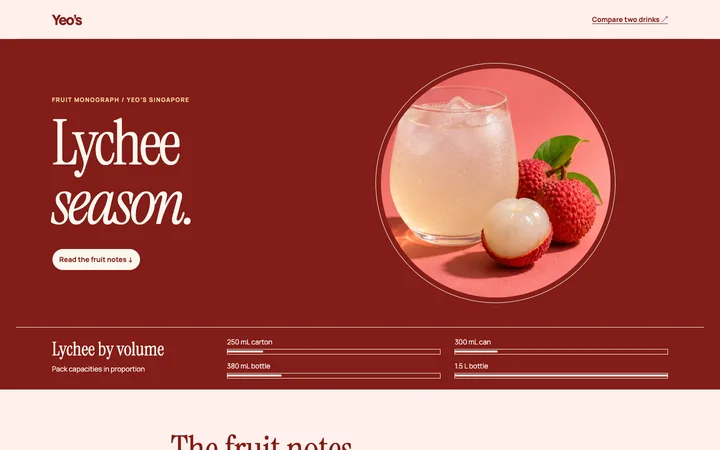 Yeo's
Compare two drinks ↗
FRUIT MONOGRAPH / YEO'S SINGAPORE
Lychee
season.
Read the fruit notes ↓
Lychee by volume
Pack capacities in proportion
250 mL carton
300 mL can
380 mL bottle
1.5 L bottle
The fruit notes